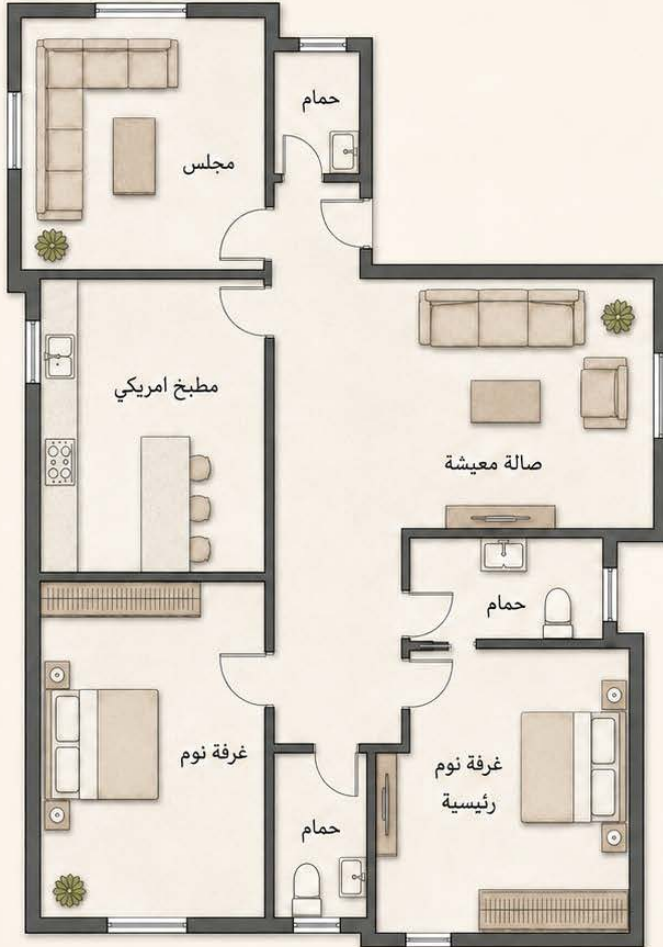 حمام
مجلس
مطبخ امريكي
صالة معيشة
حمام
غرفة نوم
غرفة نوم
رئيسية
حمام